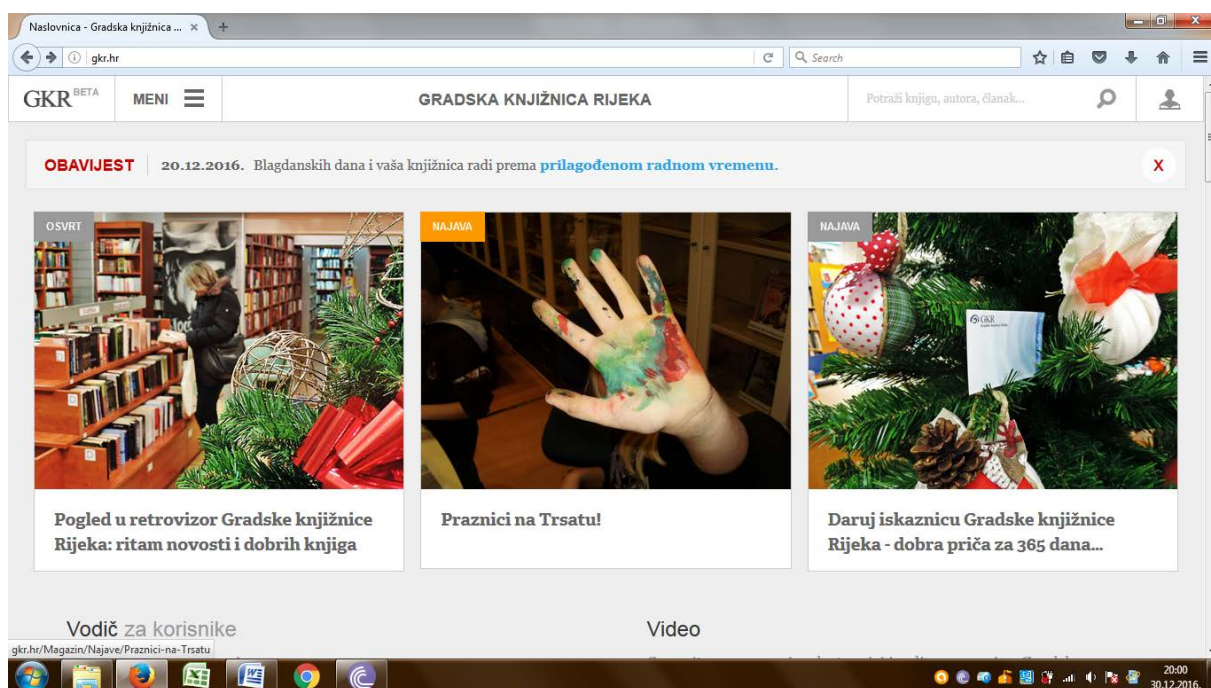 Naslovnica - Gradska knjižnica ...
gkr.hr
Search
GKR BETA
MENI
GRADSKA KNJIŽNICA RIJEKA
Potraži knjigu, autora, članak...
OBAVIJEST
20.12.2016. Blagdanskih dana i vaša knjižnica radi prema prilagođenom radnom vremenu.
X
OSVRT
Pogled u retrovizor Gradske knjižnice
Rijeka: ritam novosti i dobrih knjiga
NAJAVA
Praznici na Trsatu!
NAJAVA
GKR
Daruj iskaznicu Gradske knjižnice
Rijeka - dobra priča za 365 dana...
Vodič za korisnike
Video
gkr.hr/Magazin/Najave/Praznici-na-Trsatu
20:00
30.12.2016.